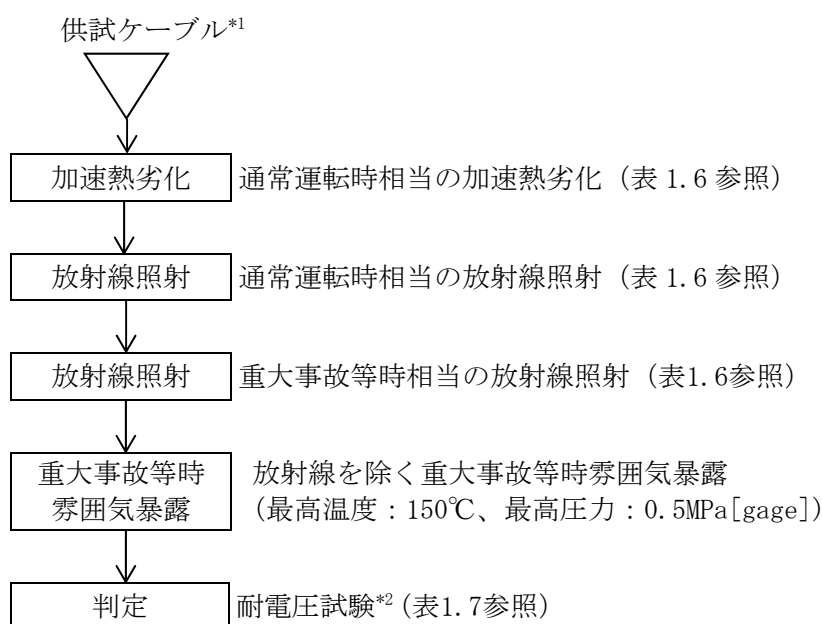 供試ケーブル*1
加速熱劣化 通常運転時相当の加速熱劣化（表 1.6 参照）
放射線照射 通常運転時相当の放射線照射（表 1.6 参照）
放射線照射 重大事故等時相当の放射線照射（表1.6参照）
重大事故等時 放射線を除く重大事故等時雰囲気暴露
雰囲気暴露 （最高温度：150℃、最高圧力：0.5MPa[gage]）
判定 耐電圧試験*2（表1.7参照）